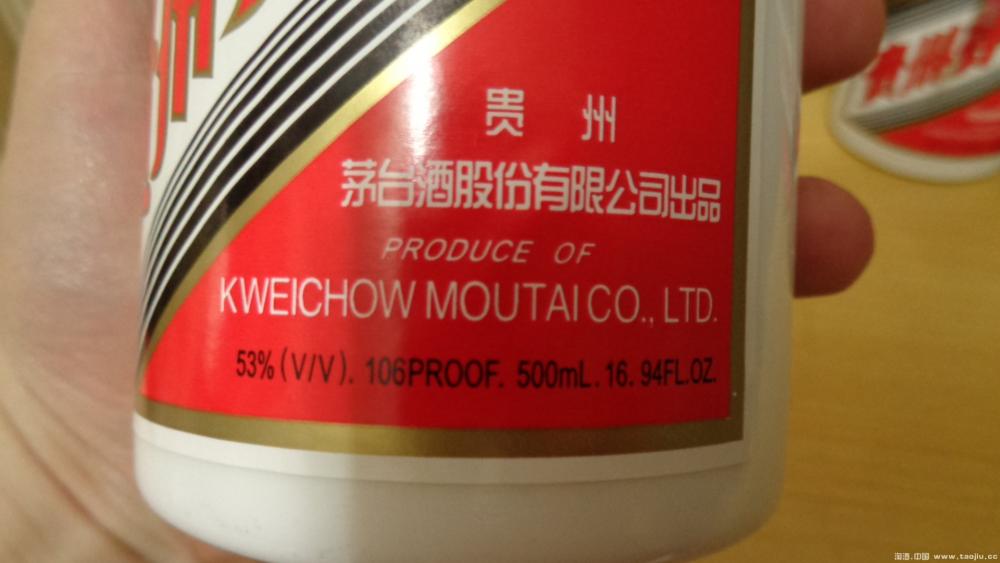 贵州
茅台酒股份有限公司出品
PRODUCE OF
KWEICHOW MOUTAI CO., LTD.
53% (V/V). 106PROOF. 500mL. 16. 94FL.OZ.
淘酒.中国 www.taojiu.cc